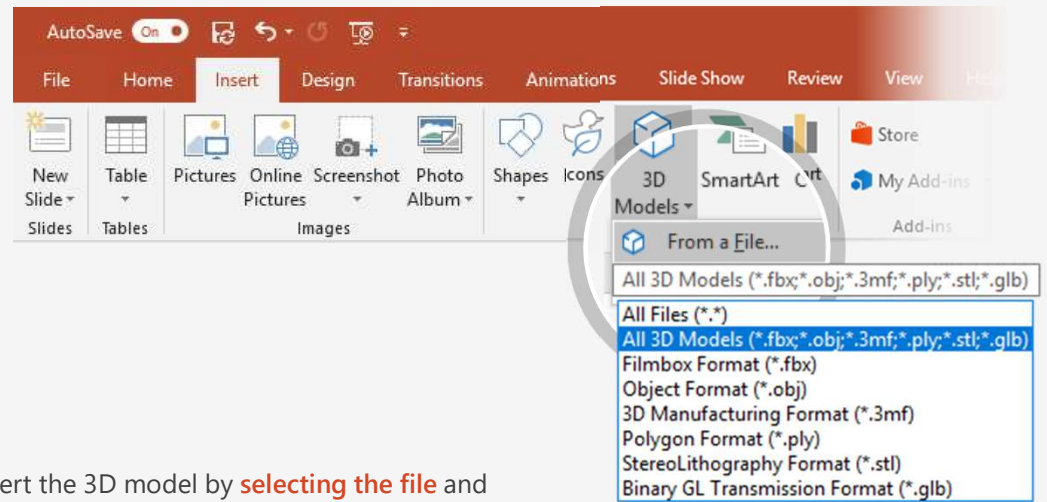 AutoSave On
File Home Insert Design Transitions Animations Slide Show Review View
New Slide Table Pictures Online Pictures Screenshot Photo Album Shapes Icons 3D Models SmartArt Store
My Add-ins
Slides Tables Images Add-ins
From a File...
All 3D Models (*.fbx;*.obj;*.3mf;*.ply;*.stl;*.glb)
All Files (*.*)
All 3D Models (*.fbx;*.obj;*.3mf;*.ply;*.stl;*.glb)
Filmbox Format (*.fbx)
Object Format (*.obj)
3D Manufacturing Format (*.3mf)
Polygon Format (*.ply)
StereoLithography Format (*.stl)
Binary GL Transmission Format (*.glb)
ert the 3D model by selecting the file and